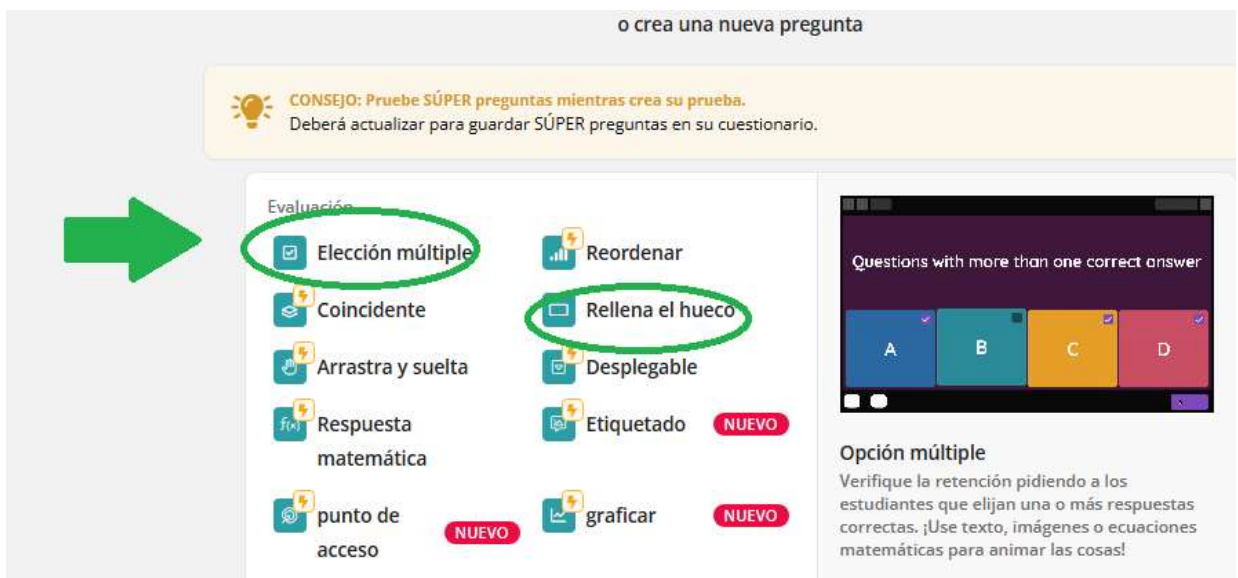 o crea una nueva pregunta
CONSEJO: Pruebe SÚPER preguntas mientras crea su prueba.
Deberá actualizar para guardar SÚPER preguntas en su cuestionario.
Evaluación
Elección múltiple
Reordenar
Coincidente
Rellena el hueco
Arrastra y suelta
Desplegable
f(x) Respuesta
matemática
Etiquetado NUEVO
punto de
acceso
NUEVO
graficar NUEVO
Questions with more than one correct answer
A B C D
Opción múltiple
Verifique la retención pidiendo a los
estudiantes que elijan una o más respuestas
correctas. ¡Use texto, imágenes o ecuaciones
matemáticas para animar las cosas!